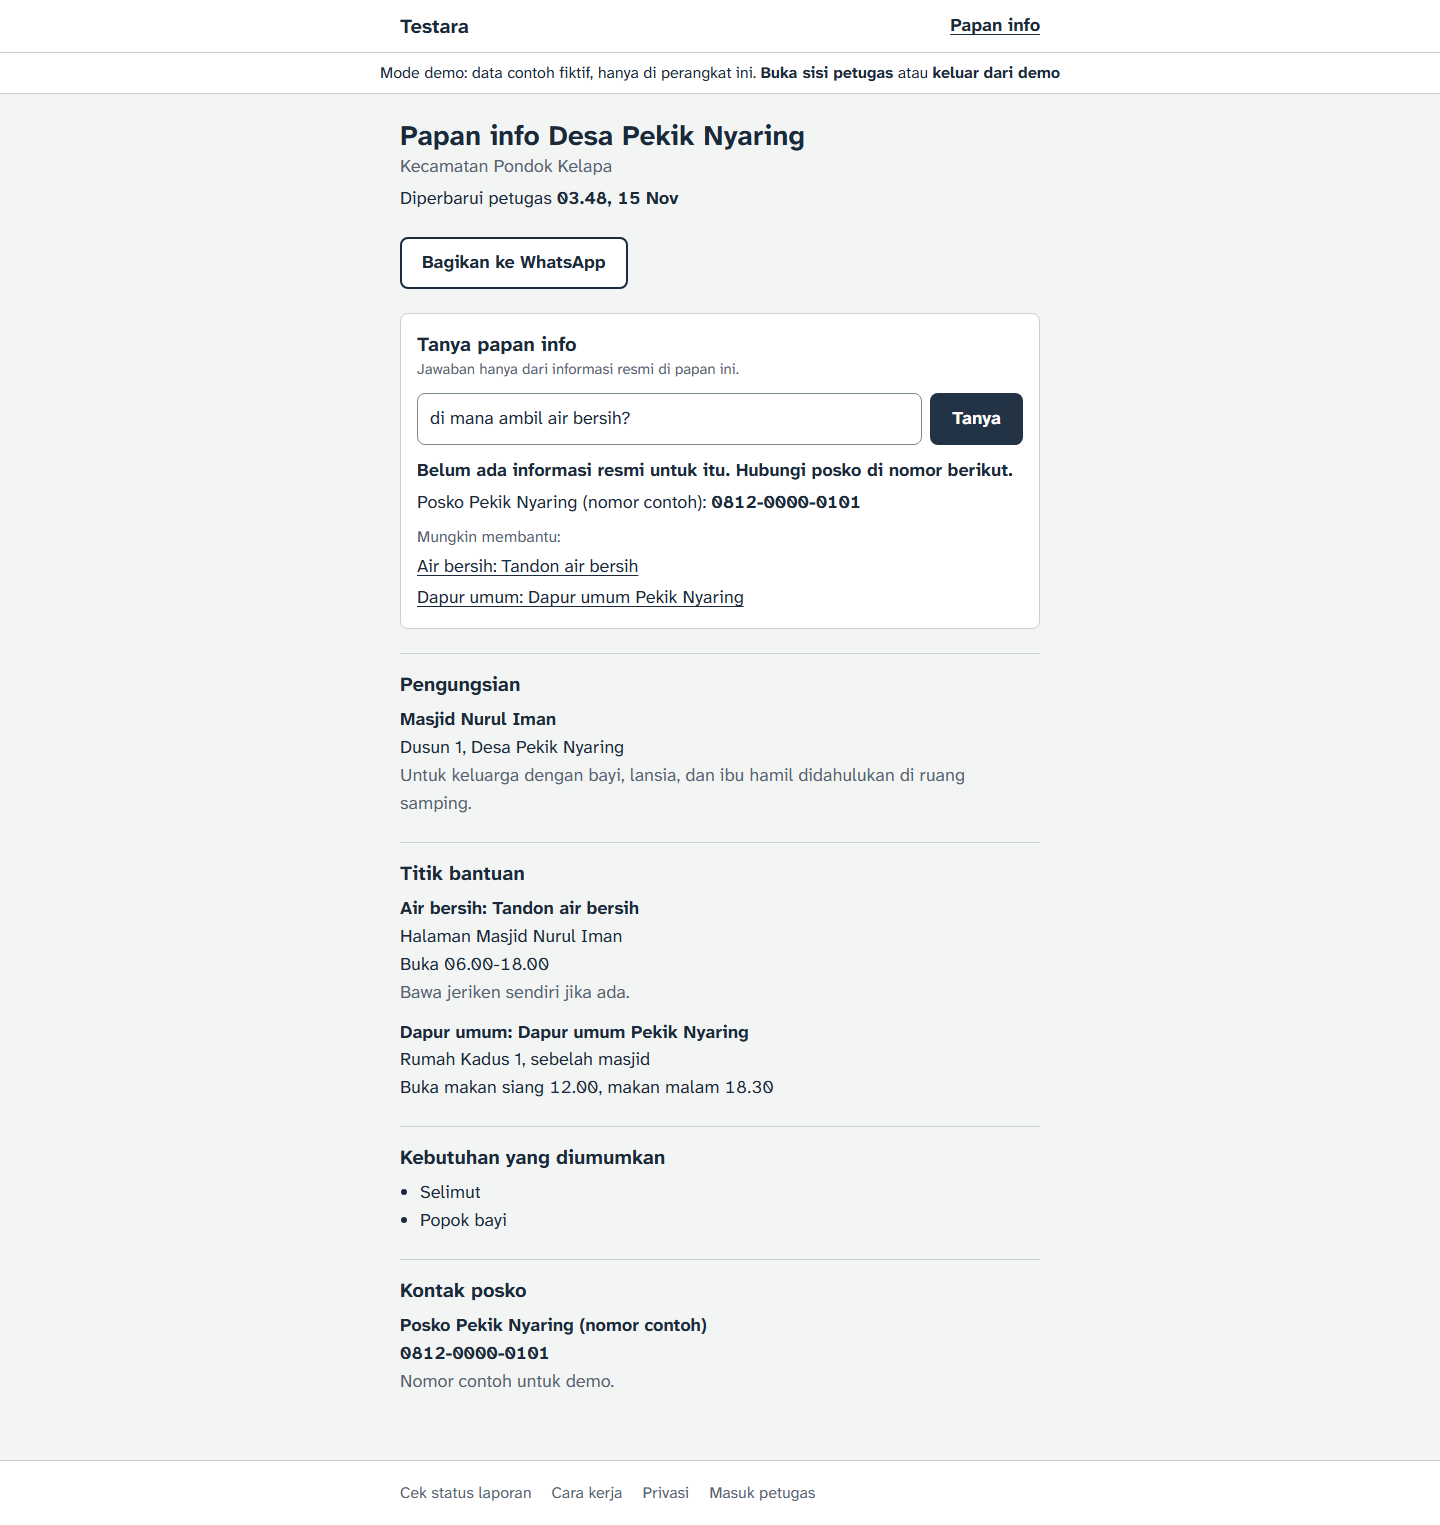 Testara
Papan info
Mode demo: data contoh fiktif, hanya di perangkat ini. Buka sisi petugas atau keluar dari demo
Papan info Desa Pekik Nyaring
Kecamatan Pondok Kelapa
Diperbarui petugas 03.48, 15 Nov
Bagikan ke WhatsApp
Tanya papan info
Jawaban hanya dari informasi resmi di papan ini.
di mana ambil air bersih?
Tanya
Belum ada informasi resmi untuk itu. Hubungi posko di nomor berikut.
Posko Pekik Nyaring (nomor contoh): 0812-0000-0101
Mungkin membantu:
Air bersih: Tandon air bersih
Dapur umum: Dapur umum Pekik Nyaring
Pengungsian
Masjid Nurul Iman
Dusun 1, Desa Pekik Nyaring
Untuk keluarga dengan bayi, lansia, dan ibu hamil didahulukan di ruang
samping.
Titik bantuan
Air bersih: Tandon air bersih
Halaman Masjid Nurul Iman
Buka 06.00-18.00
Bawa jeriken sendiri jika ada.
Dapur umum: Dapur umum Pekik Nyaring
Rumah Kadus 1, sebelah masjid
Buka makan siang 12.00, makan malam 18.30
Kebutuhan yang diumumkan
• Selimut
• Popok bayi
Kontak posko
Posko Pekik Nyaring (nomor contoh)
0812-0000-0101
Nomor contoh untuk demo.
Cek status laporan
Cara kerja
Privasi
Masuk petugas